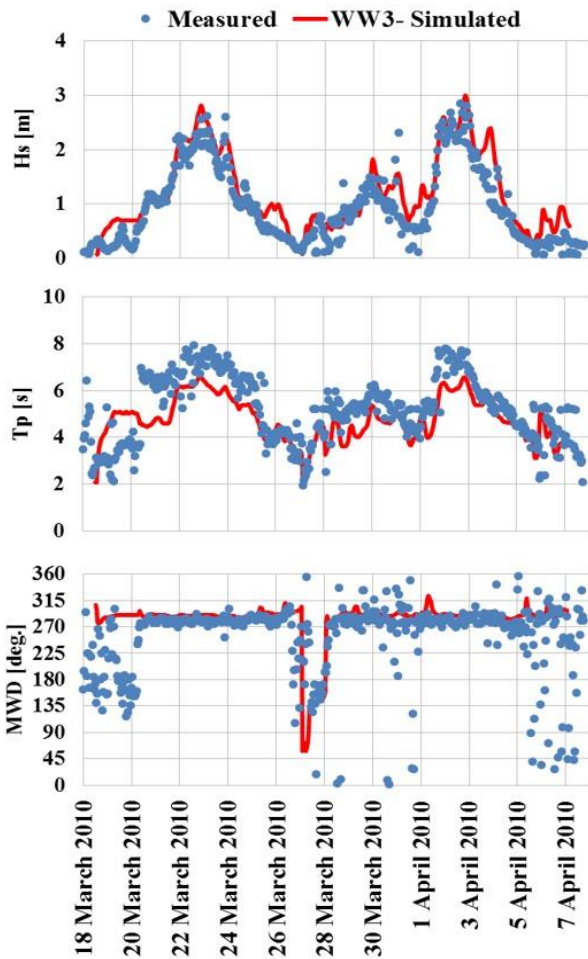 Measured WW3- Simulated
Hs [m]
4
3
2
1
0
Tp [s]
10
8
6
4
2
0
MWD [deg.]
360
315
270
225
180
135
90
45
0
18 March 2010
20 March 2010
22 March 2010
24 March 2010
26 March 2010
28 March 2010
30 March 2010
1 April 2010
3 April 2010
5 April 2010
7 April 2010